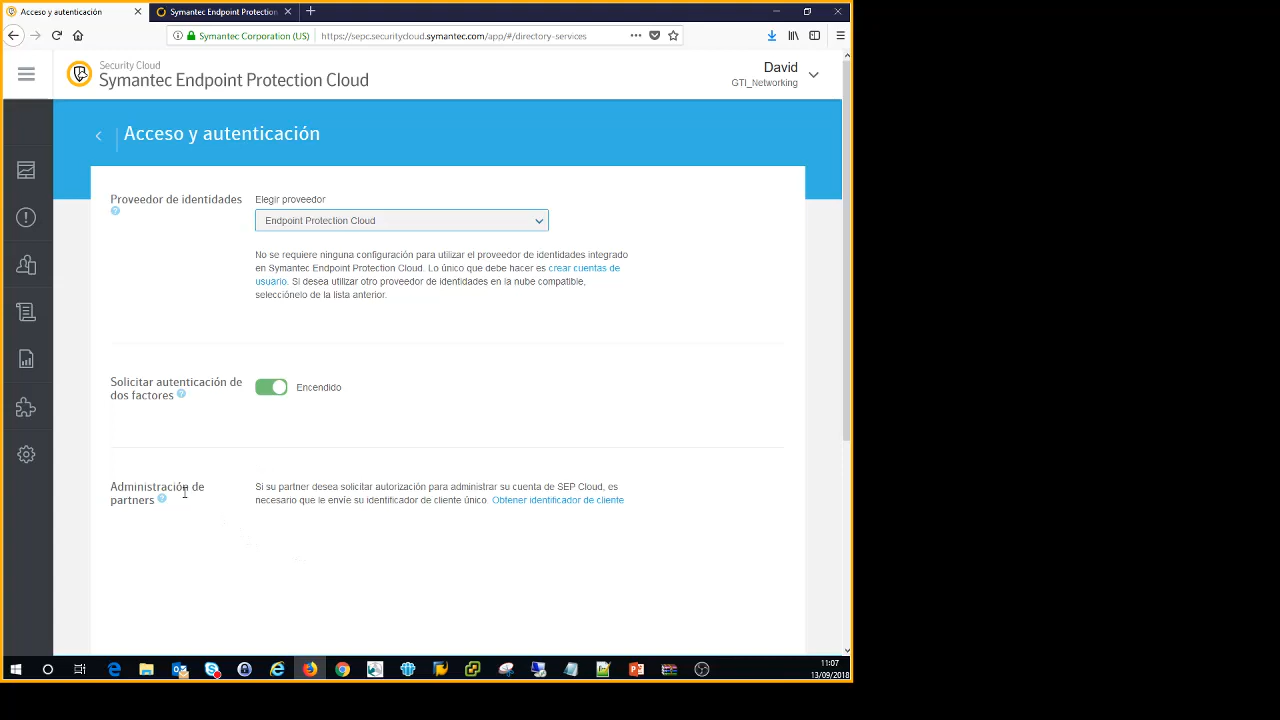 Acceso y autenticación
Symantec Endpoint Protection
Symantec Corporation (US)
https://sepc.securitycloud.symantec.com/app/#/directory-services
Security Cloud
Symantec Endpoint Protection Cloud
David
GTI_Networking
Acceso y autenticación
Proveedor de identidades
?
Elegir proveedor
Endpoint Protection Cloud
No se requiere ninguna configuración para utilizar el proveedor de identidades integrado
en Symantec Endpoint Protection Cloud. Lo único que debe hacer es crear cuentas de
usuario. Si desea utilizar otro proveedor de identidades en la nube compatible,
selecciónelo de la lista anterior.
Solicitar autenticación de
dos factores ?
Encendido
Administración de
partners ?
Si su partner desea solicitar autorización para administrar su cuenta de SEP Cloud, es
necesario que le envíe su identificador de cliente único. Obtener identificador de cliente
11:07
13/09/2018